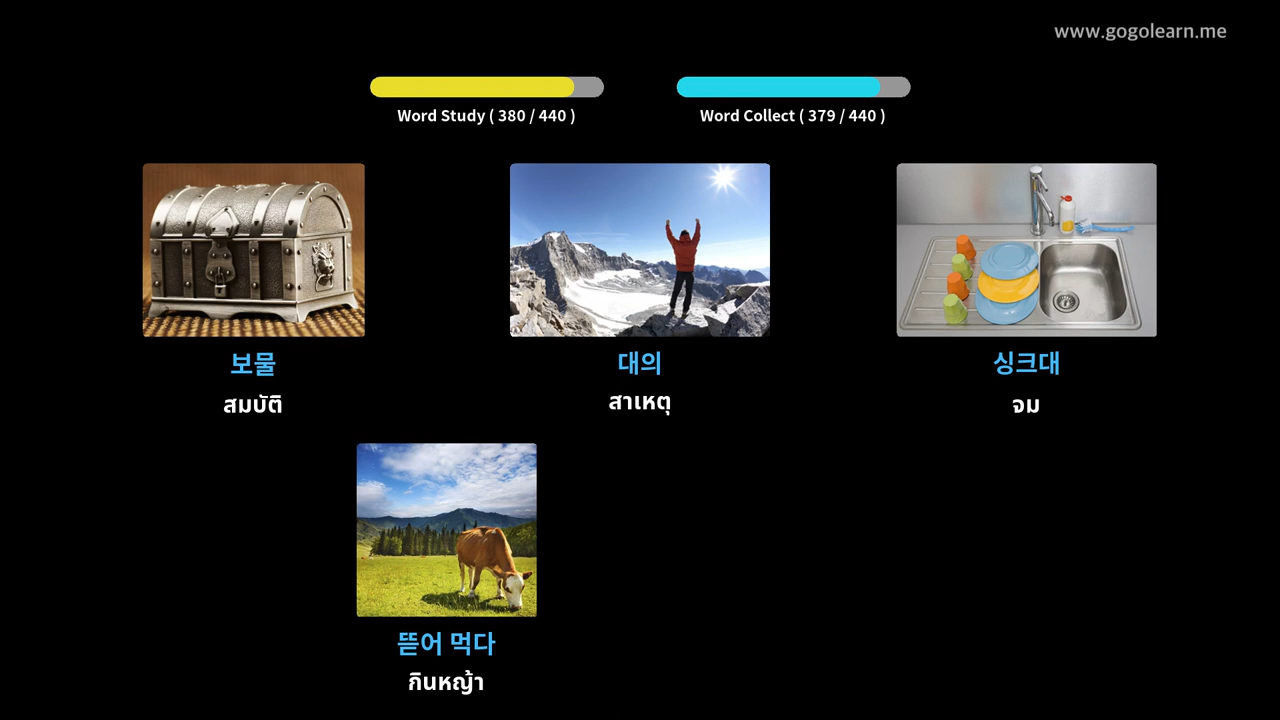 www.gogolearn.me
Word Study ( 380 / 440 )
Word Collect ( 379 / 440 )
보물
대의
싱크대
สมบัติ
สาเหตุ
จม
뜯어 먹다
กินหญ้า